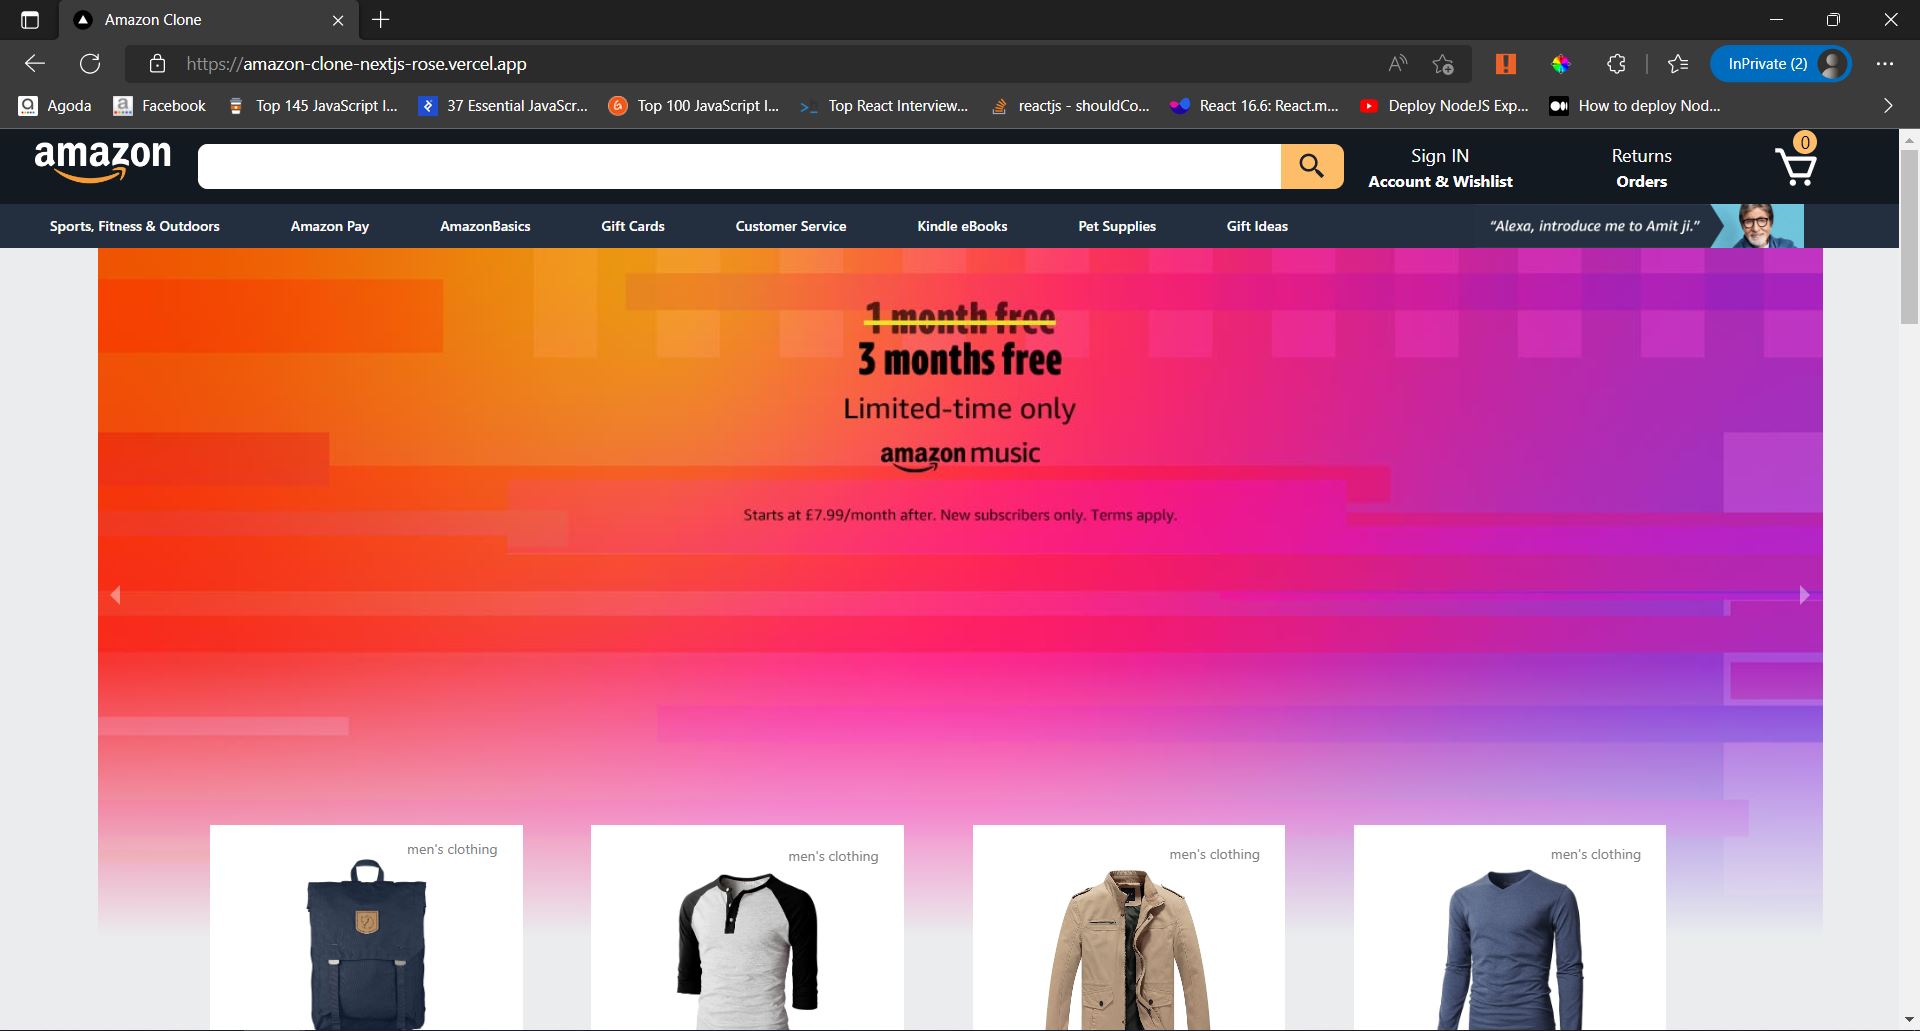 Amazon Clone
https://amazon-clone-nextjs-rose.vercel.app
InPrivate (2)
Agoda
Facebook
Top 145 JavaScript I...
37 Essential JavaScr...
Top 100 JavaScript I...
Top React Interview...
reactjs - shouldCo...
React 16.6: React.m...
Deploy NodeJS Exp...
How to deploy Nod...
amazon
Sign IN
Account & Wishlist
Returns
Orders
0
Sports, Fitness & Outdoors
Amazon Pay
AmazonBasics
Gift Cards
Customer Service
Kindle eBooks
Pet Supplies
Gift Ideas
“Alexa, introduce me to Amit ji.”
1 month free
3 months free
Limited-time only
amazon music
Starts at £7.99/month after. New subscribers only. Terms apply.
men's clothing
men's clothing
men's clothing
men's clothing